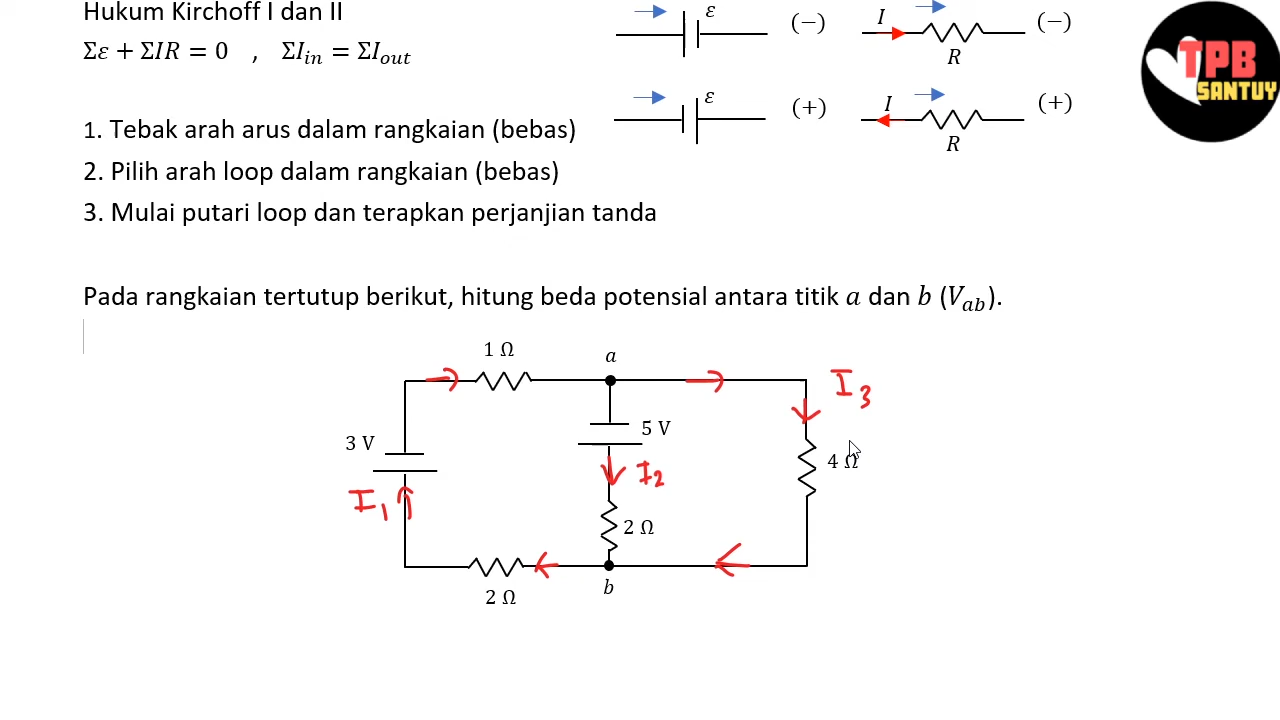 Hukum Kirchoff I dan II
Σε + ΣIR = 0 , ΣI_in = ΣI_out
ε (−) I R (−)
ε (+) I R (+)
TPB
SANTUY
1. Tebak arah arus dalam rangkaian (bebas)
2. Pilih arah loop dalam rangkaian (bebas)
3. Mulai putari loop dan terapkan perjanjian tanda
Pada rangkaian tertutup berikut, hitung beda potensial antara titik a dan b (V_ab).
1 Ω
a
I₃
5 V
3 V
4 Ω
I₂
I₁
2 Ω
b
2 Ω